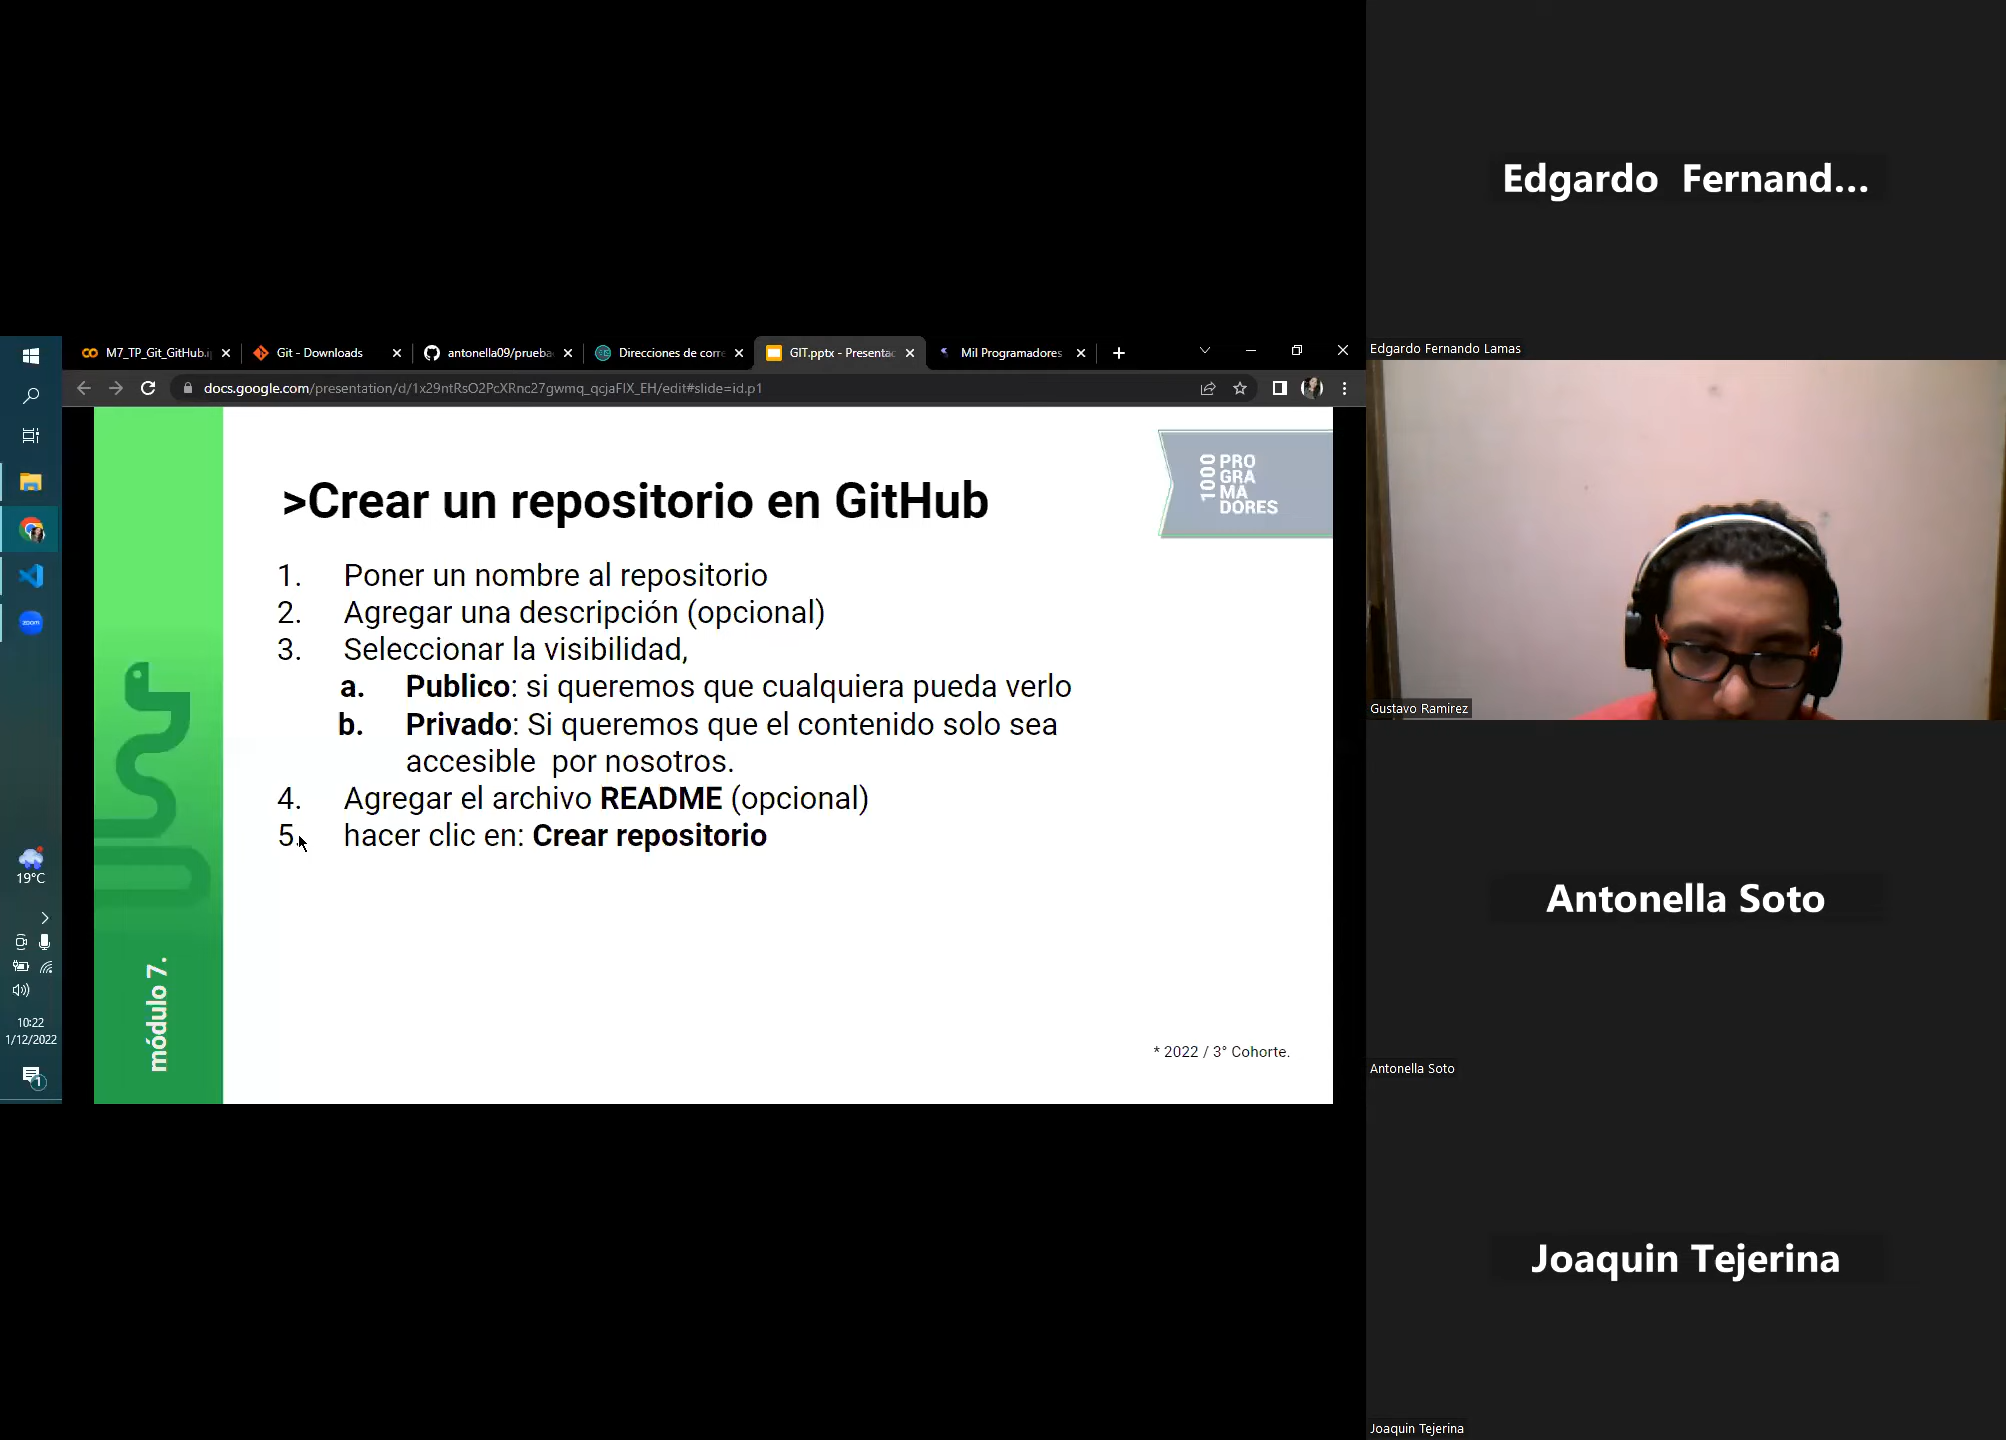 M7_TP_Git_GitHub.i
Git - Downloads
antonella09/prueba
Direcciones de corre
GIT.pptx - Presentac
Mil Programadores
docs.google.com/presentation/d/1x29ntRsO2PcXRnc27gwmq_qcjaFlX_EH/edit#slide=id.p1
>Crear un repositorio en GitHub
1000
PRO
GRA
MA
DORES
1. Poner un nombre al repositorio
2. Agregar una descripción (opcional)
3. Seleccionar la visibilidad,
a. Publico: si queremos que cualquiera pueda verlo
b. Privado: Si queremos que el contenido solo sea
accesible  por nosotros.
4. Agregar el archivo README (opcional)
5. hacer clic en: Crear repositorio
módulo 7.
* 2022 / 3° Cohorte.
zoom
19°C
10:22
1/12/2022
1
Edgardo  Fernand...
Edgardo Fernando Lamas
Gustavo Ramirez
Antonella Soto
Antonella Soto
Joaquin Tejerina
Joaquin Tejerina